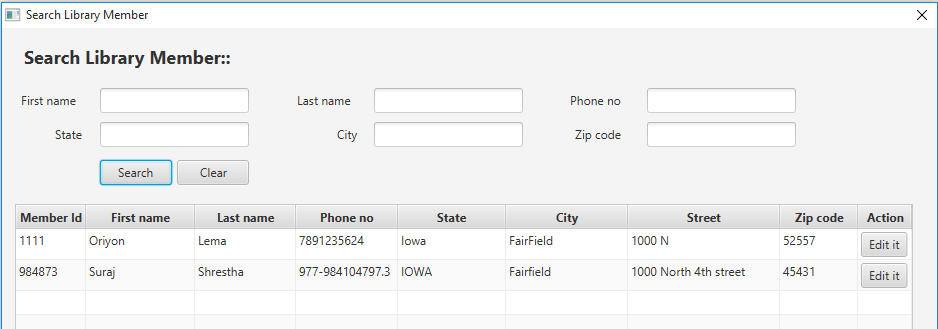 Search Library Member
Search Library Member::
First name Last name Phone no
State City Zip code
Search Clear
Member Id First name Last name Phone no State City Street Zip code Action
1111 Oriyon Lema 7891235624 Iowa FairField 1000 N 52557 Edit it
984873 Suraj Shrestha 977-984104797.3 IOWA Fairfield 1000 North 4th street 45431 Edit it